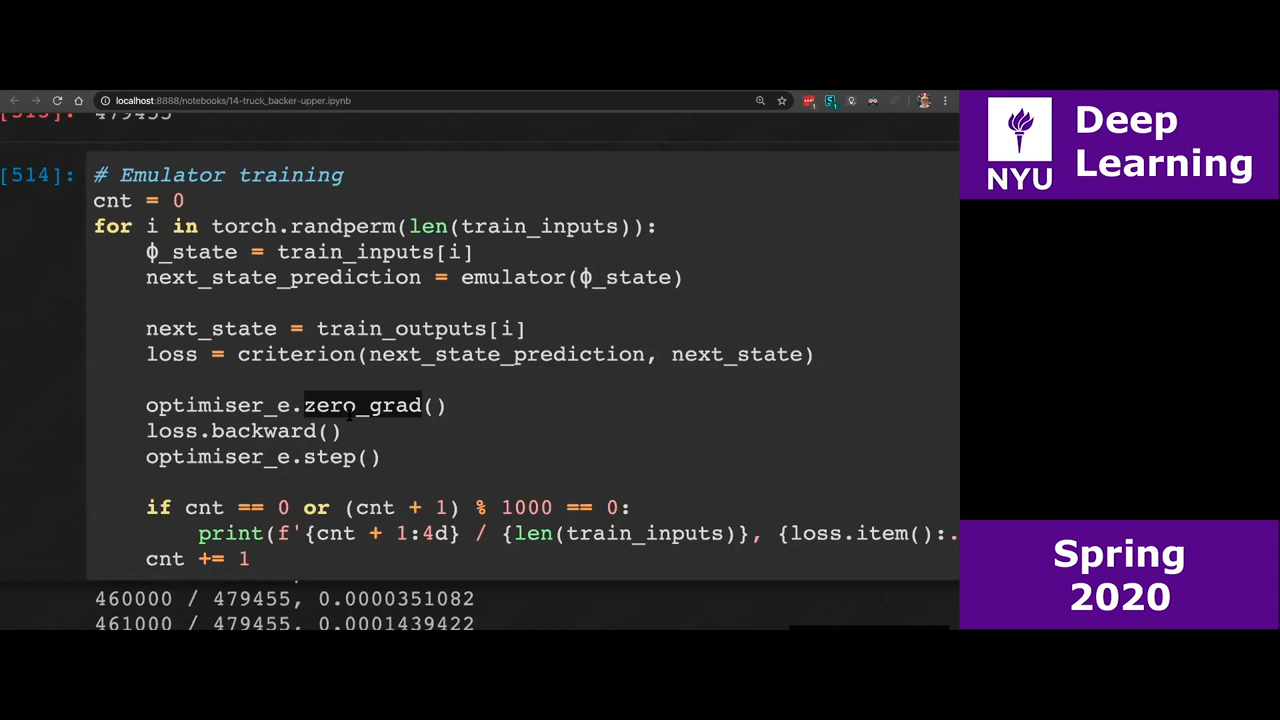 localhost:8888/notebooks/14-truck_backer-upper.ipynb
[513]: 479455
[514]: # Emulator training
cnt = 0
for i in torch.randperm(len(train_inputs)):
ϕ_state = train_inputs[i]
next_state_prediction = emulator(ϕ_state)
next_state = train_outputs[i]
loss = criterion(next_state_prediction, next_state)
optimiser_e.zero_grad()
loss.backward()
optimiser_e.step()
if cnt == 0 or (cnt + 1) % 1000 == 0:
print(f'{cnt + 1:4d} / {len(train_inputs)}, {loss.item():.
cnt += 1
460000 / 479455, 0.0000351082
461000 / 479455, 0.0001439422
NYU
Deep
Learning
Spring
2020